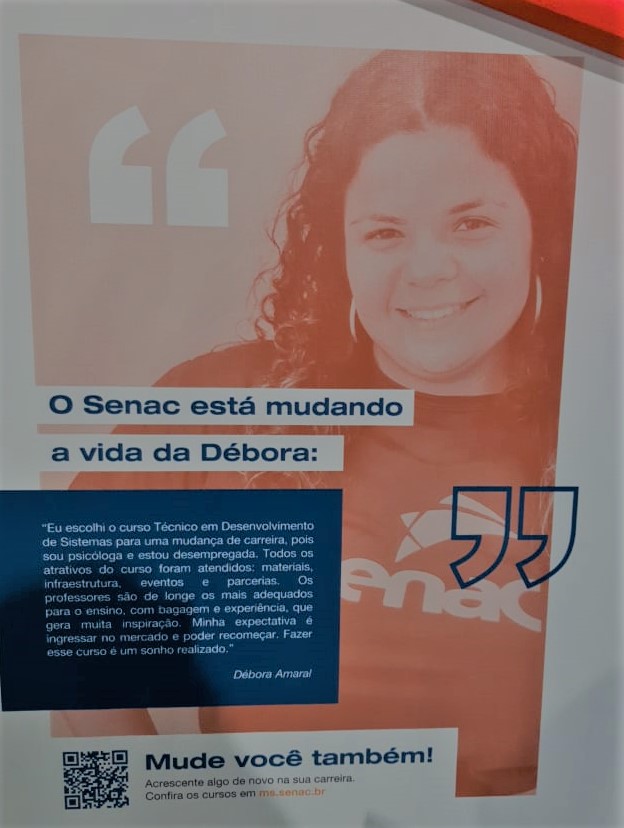 O Senac está mudando
a vida da Débora:
“Eu escolhi o curso Técnico em Desenvolvimento
de Sistemas para uma mudança de carreira, pois
sou psicóloga e estou desempregada. Todos os
atrativos do curso foram atendidos: materiais,
infraestrutura, eventos e parcerias. Os
professores são de longe os mais adequados
para o ensino, com bagagem e experiência, que
gera muita inspiração. Minha expectativa é
ingressar no mercado e poder recomeçar. Fazer
esse curso é um sonho realizado.”
Débora Amaral
senac
Mude você também!
Acrescente algo de novo na sua carreira.
Confira os cursos em ms.senac.br